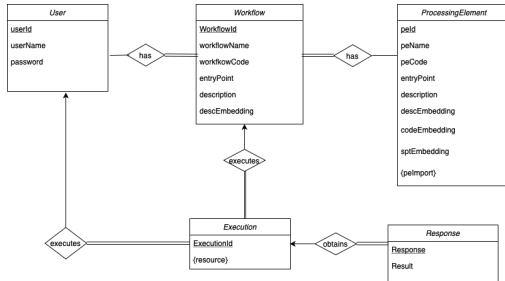 User
userId
userName
password
has
Workflow
WorkflowId
workflowName
workfkowCode
entryPoint
description
descEmbedding
has
ProcessingElement
peId
peName
peCode
entryPoint
description
descEmbedding
codeEmbedding
sptEmbedding
{peImport}
executes
executes
Execution
ExecutionId
{resource}
obtains
Response
Response
Result